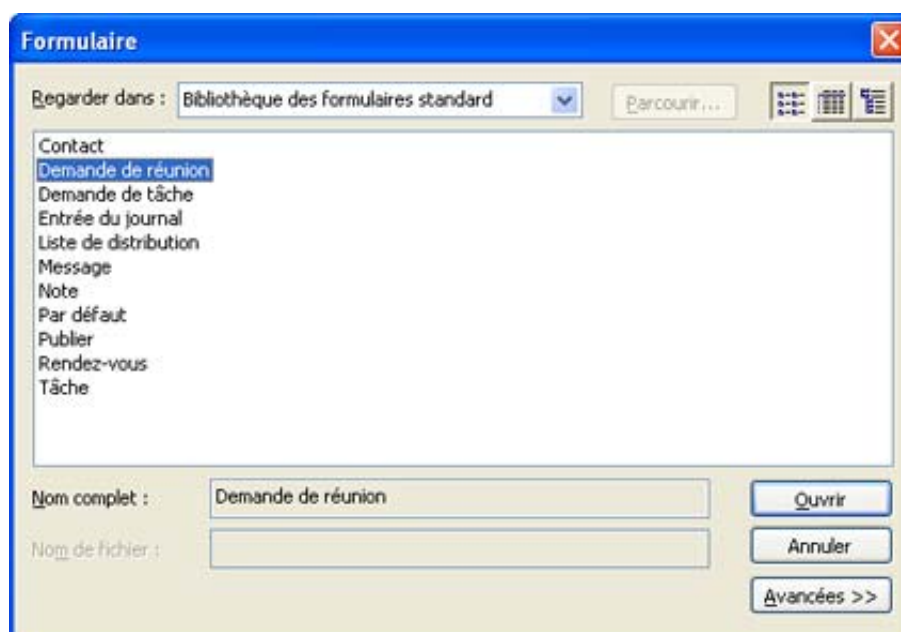 Formulaire
Regarder dans : Bibliothèque des formulaires standard Parcourir...
Contact
Demande de réunion
Demande de tâche
Entrée du journal
Liste de distribution
Message
Note
Par défaut
Publier
Rendez-vous
Tâche
Nom complet : Demande de réunion Ouvrir
Nom de fichier : Annuler
Avancées >>